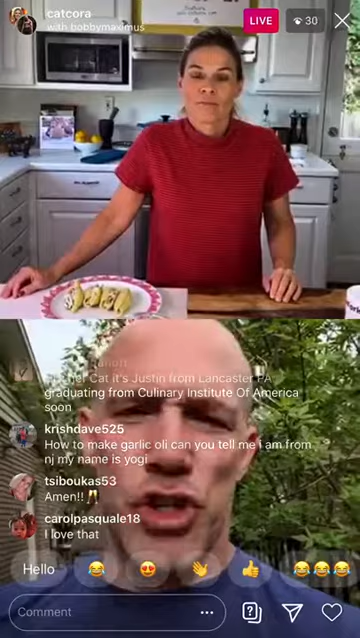 catcora
with bobbymaximus
LIVE
30
Cat it's Justin from Lancaster PA
graduating from Culinary Institute Of America
soon
krishdave525
How to make garlic oli can you tell me i am from
nj my name is yogi
tsiboukas53
Amen!!🥂
carolpasquale18
I love that
Hello 😂 😍 👋 👍 😂😂😂
Comment